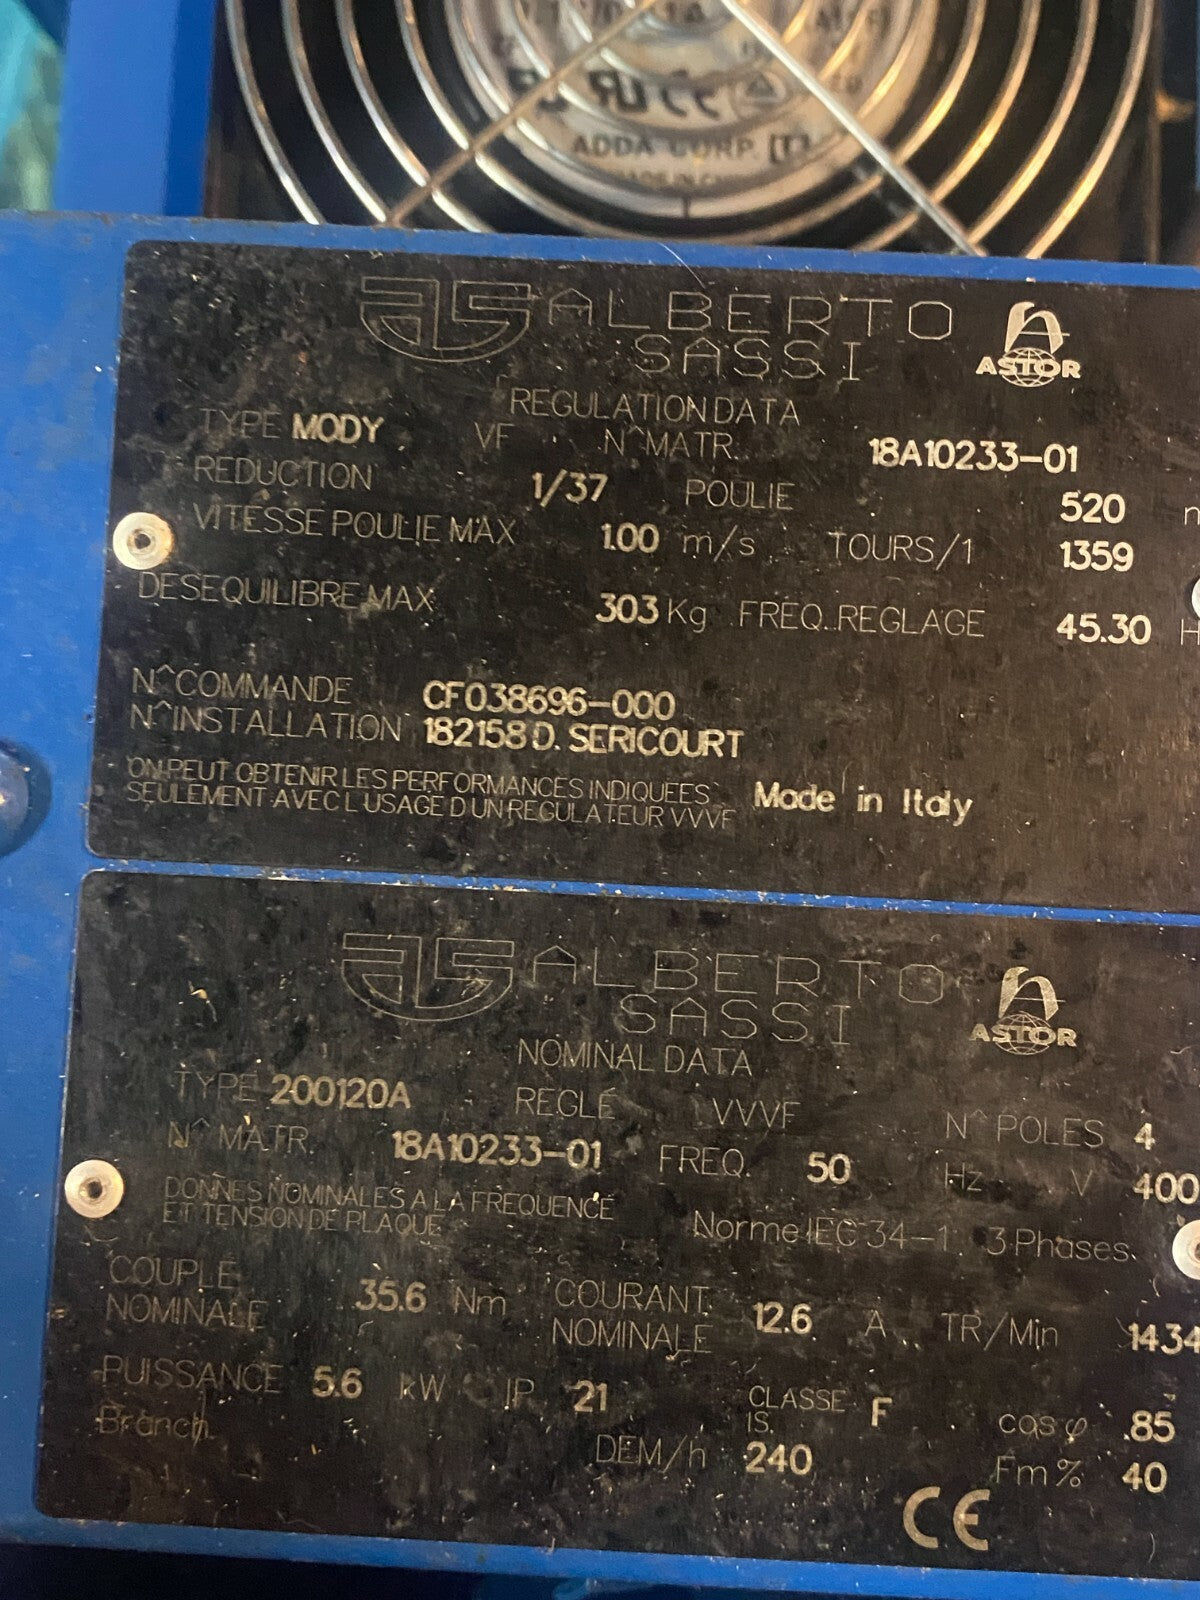 ADDA CORP.
ALBERTO
SASSI
ASTOR
REGULATION DATA
TYPE MODY VF N^MATR. 18A10233-01
REDUCTION 1/37 POULIE 520
VITESSE POULIE MAX 1.00 m/s TOURS/1 1359
DESEQUILIBRE MAX 303 Kg FREQ. REGLAGE 45.30 H
N^COMMANDE CF038696-000
N^INSTALLATION 182158 D. SERICOURT
ON PEUT OBTENIR LES PERFORMANCES INDIQUEES
SEULEMENT AVEC L USAGE D UN REGULATEUR VVVF
Made in Italy
ALBERTO
SASSI
ASTOR
NOMINAL DATA
TYPE 200120A REGLE VVVF N^ POLES 4
N^ MATR. 18A10233-01 FREQ. 50 Hz V 400
DONNES NOMINALES A LA FREQUENCE
ET TENSION DE PLAQUE
Norme IEC 34-1 3 Phases
COUPLE
NOMINALE 35.6 Nm
COURANT
NOMINALE 12.6 A TR/Min 1434
PUISSANCE 5.6 kW IP 21
CLASSE
IS. F
cos φ .85
Branch.
DEM/h 240
Fm% 40
CE